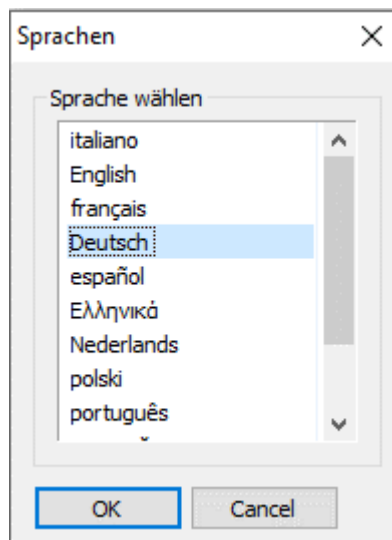 Sprachen
Sprache wählen
italiano
English
français
Deutsch
español
Ελληνικά
Nederlands
polski
português
OK Cancel